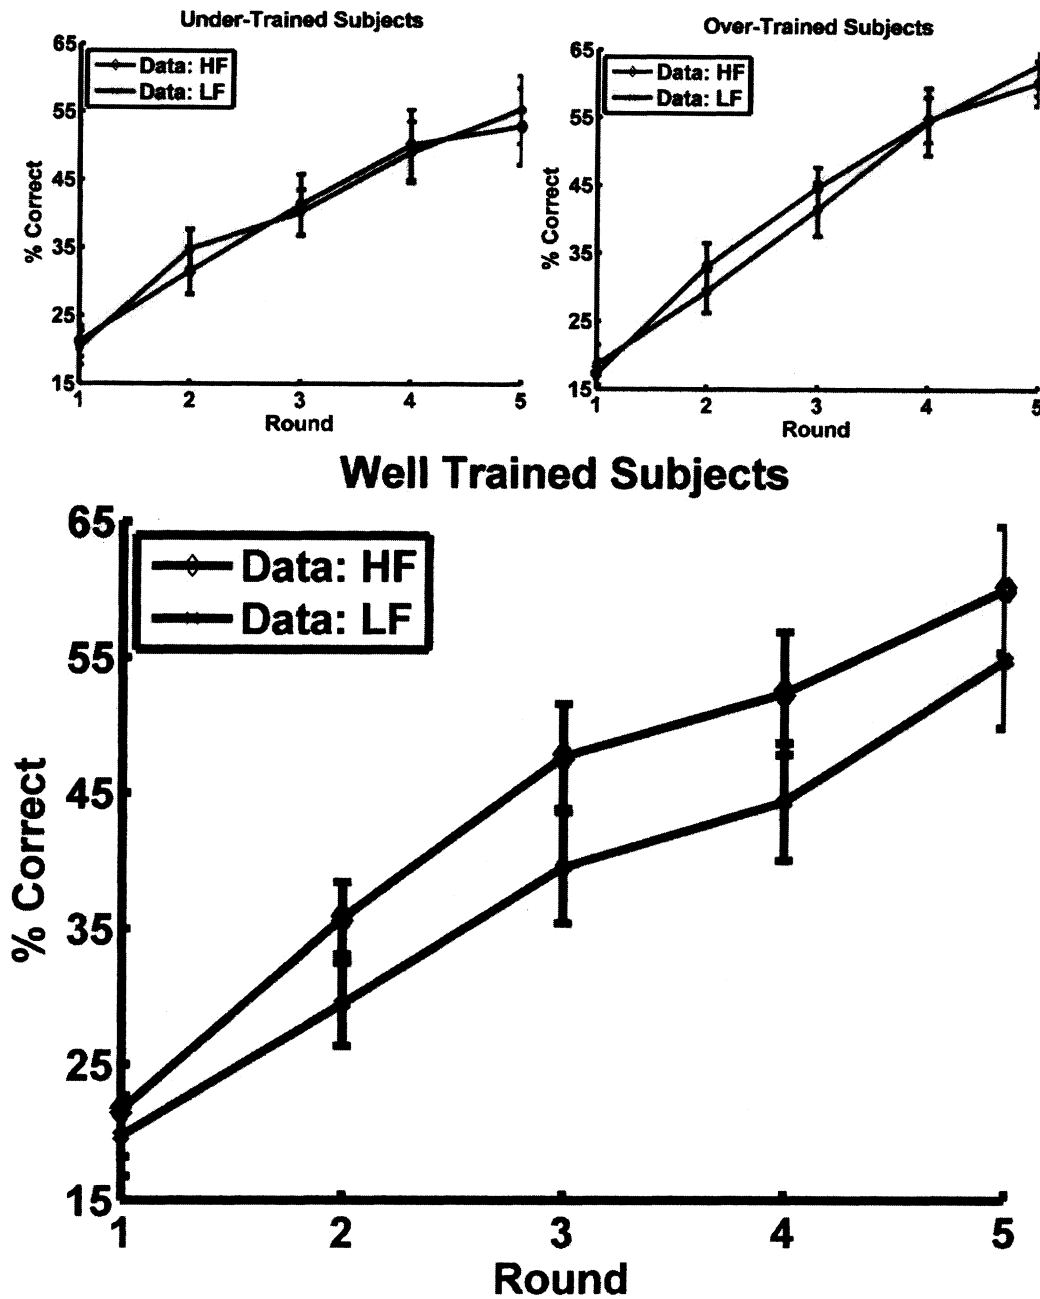 Under-Trained Subjects
65
55
45
35
25
15
% Correct
Data: HF
Data: LF
1 2 3 4 5
Round
Over-Trained Subjects
65
55
45
35
25
15
% Correct
Data: HF
Data: LF
1 2 3 4 5
Round
Well Trained Subjects
65
55
45
35
25
15
% Correct
Data: HF
Data: LF
1 2 3 4 5
Round